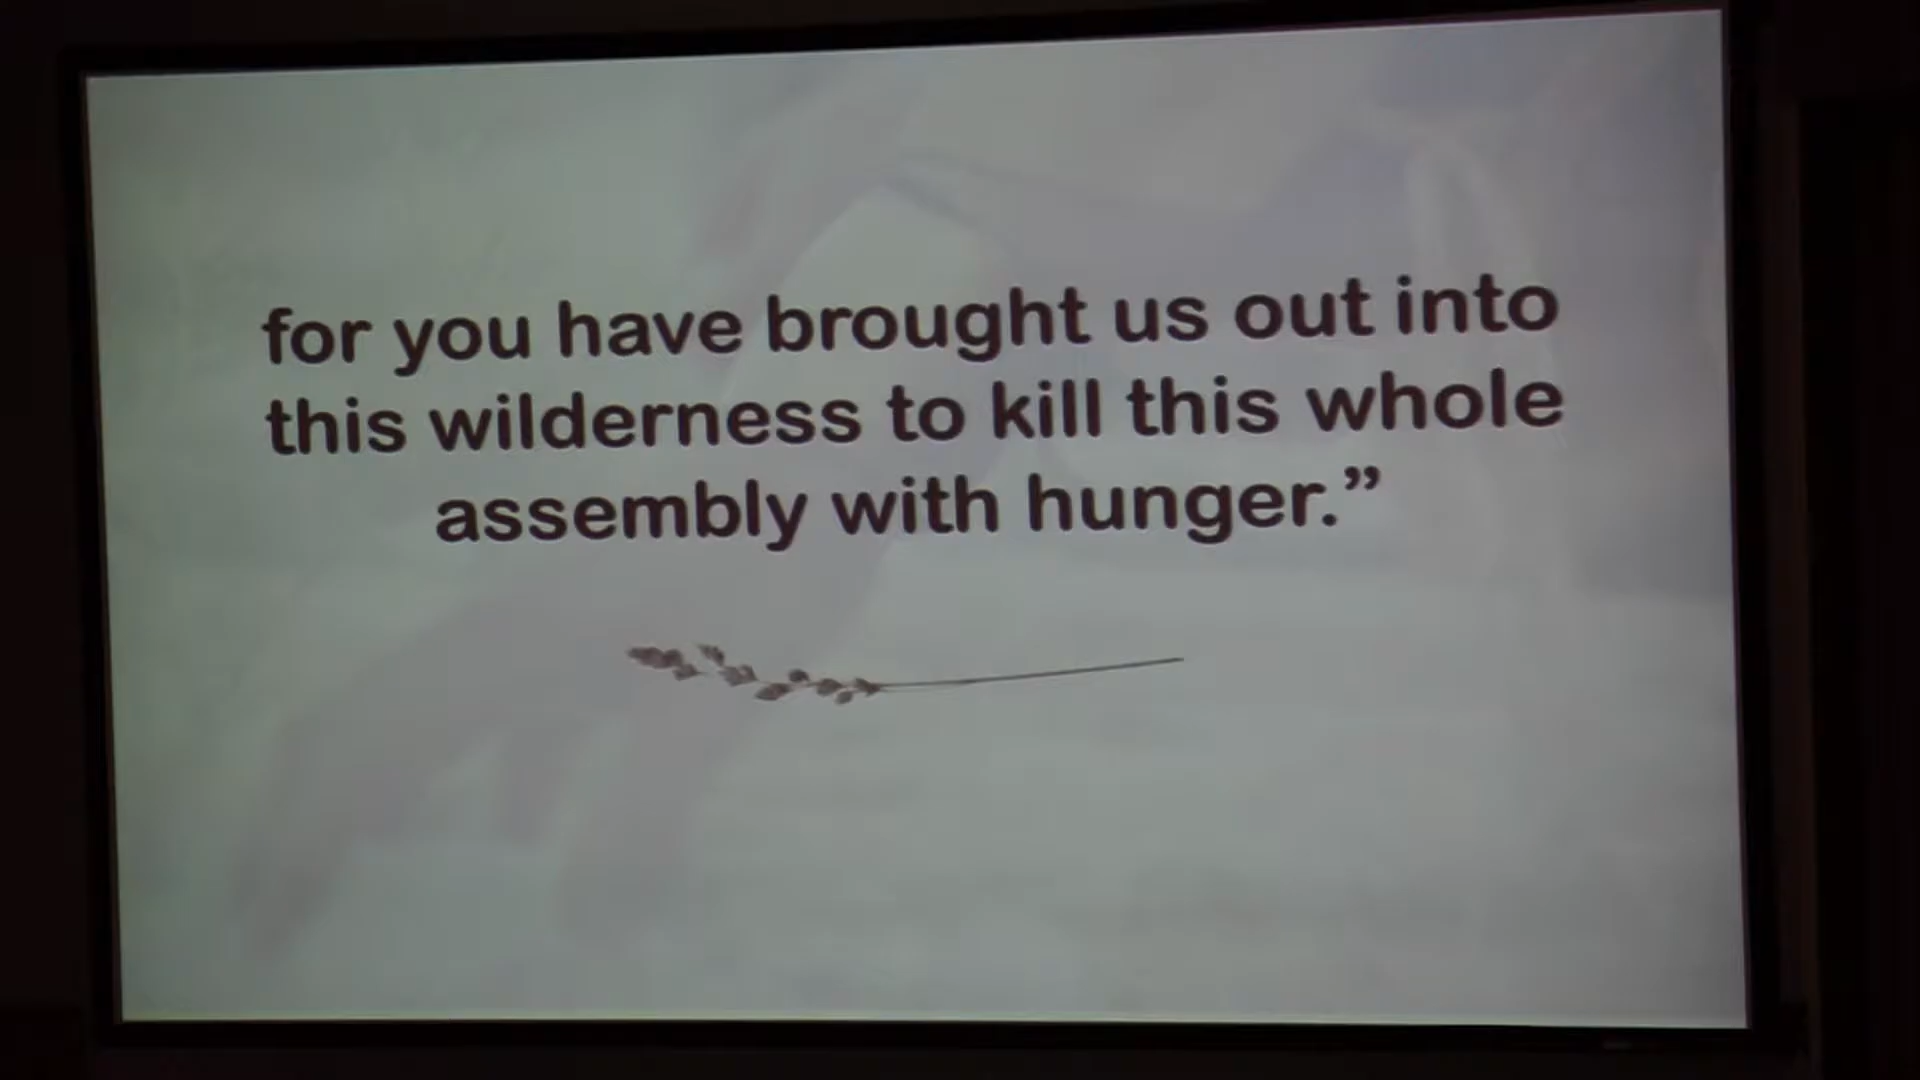 for you have brought us out into
this wilderness to kill this whole
assembly with hunger.”